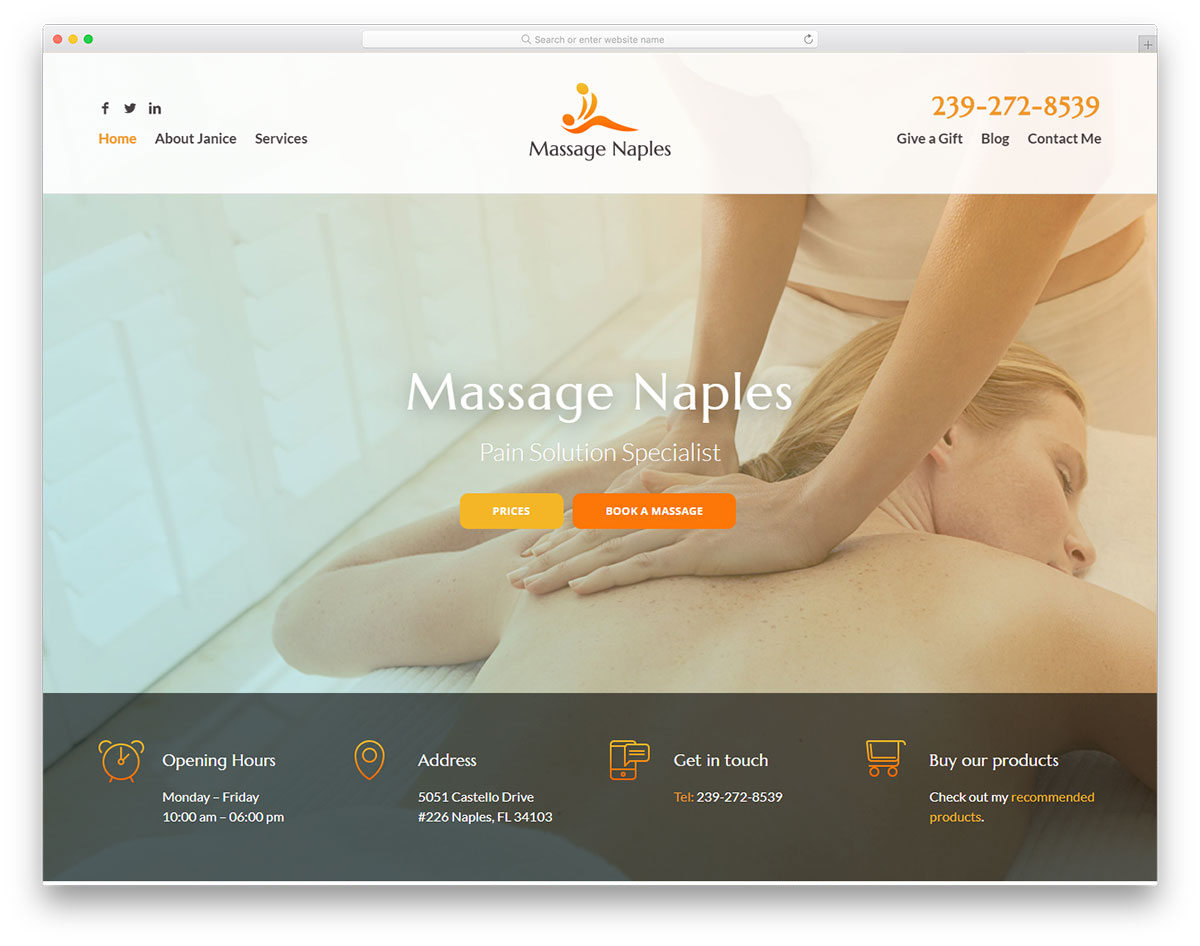 Search or enter website name
239-272-8539
Home About Janice Services
Massage Naples
Give a Gift Blog Contact Me
Massage Naples
Pain Solution Specialist
PRICES
BOOK A MASSAGE
Opening Hours
Monday – Friday
10:00 am – 06:00 pm
Address
5051 Castello Drive
#226 Naples, FL 34103
Get in touch
Tel: 239-272-8539
Buy our products
Check out my recommended
products.